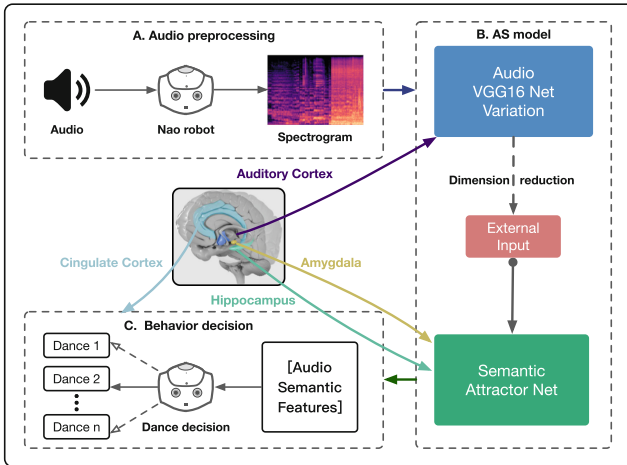 A. Audio preprocessing
Audio
Nao robot
Spectrogram
B. AS model
Audio
VGG16 Net
Variation
Dimension reduction
External
Input
Semantic
Attractor Net
Auditory Cortex
Cingulate Cortex
Amygdala
Hippocampus
C. Behavior decision
Dance 1
Dance 2
Dance n
Dance decision
[Audio
Semantic
Features]